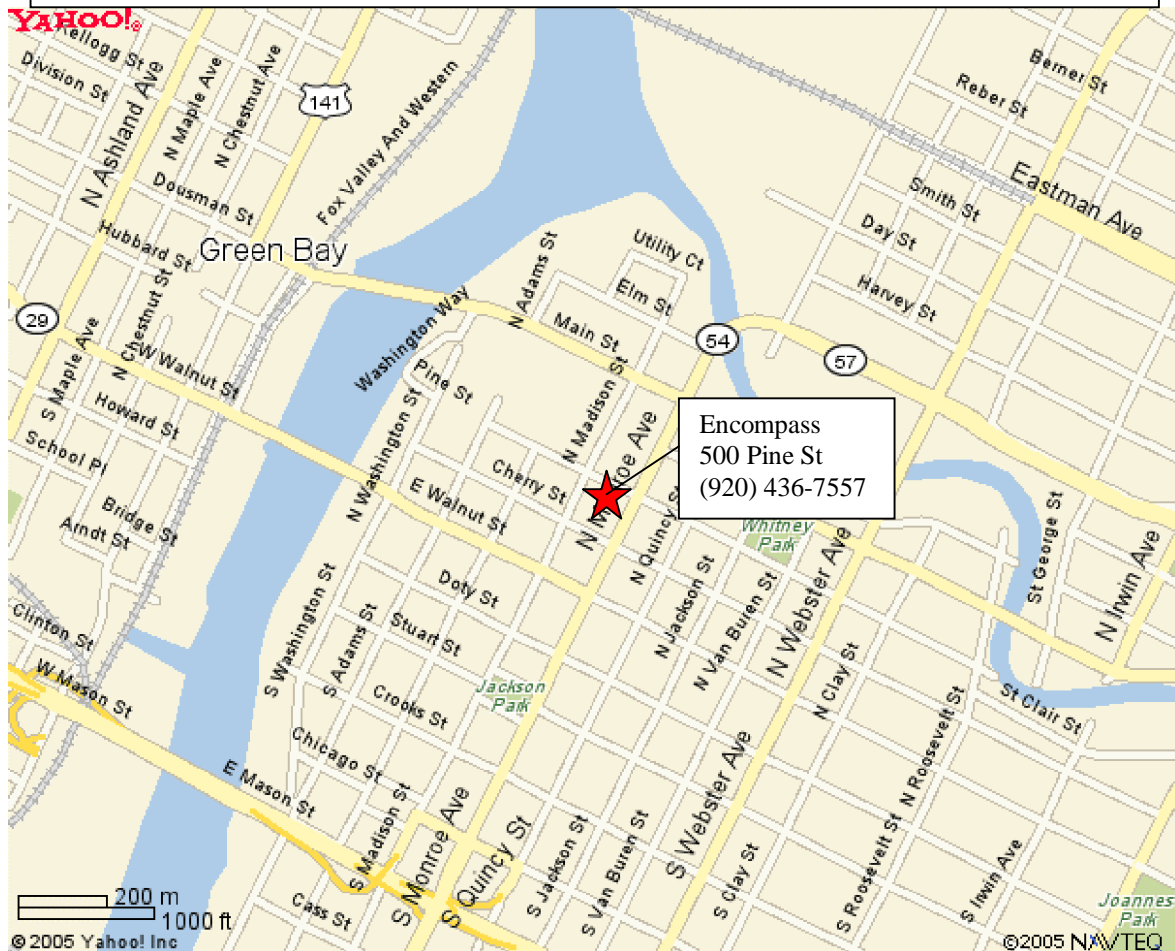 YAHOO!®
Kellogg St
Division St
N Ashland Ave
N Maple Ave
N Chestnut Ave
141
Fox Valley And Western
Berner St
Reber St
Eastman Ave
Dousman St
Hubbard St
Green Bay
Smith St
Day St
Harvey St
Utility Ct
N Adams St
Elm St
Washington Way
Main St
54
57
29
S Maple Ave
N Chestnut St
W Walnut St
Howard St
School Pl
Bridge St
Arndt St
Pine St
N Madison St
N Washington St
Cherry St
E Walnut St
Encompass
500 Pine St
(920) 436-7557
N Quincy St
Whitney
Park
St George St
N Irwin Ave
Doty St
N Jackson St
N Van Buren St
N Webster Ave
S Washington St
S Adams St
Stuart St
Clinton St
W Mason St
Crooks St
Jackson
Park
N Clay St
St Clair St
N Roosevelt St
Chicago St
E Mason St
S Madison St
S Monroe Ave
S Quincy St
S Jackson St
S Van Buren St
S Webster Ave
S Clay St
S Roosevelt St
S Irwin Ave
Joannes
Park
Cass St
200 m
1000 ft
© 2005 Yahoo! Inc
©2005 NAVTEQ